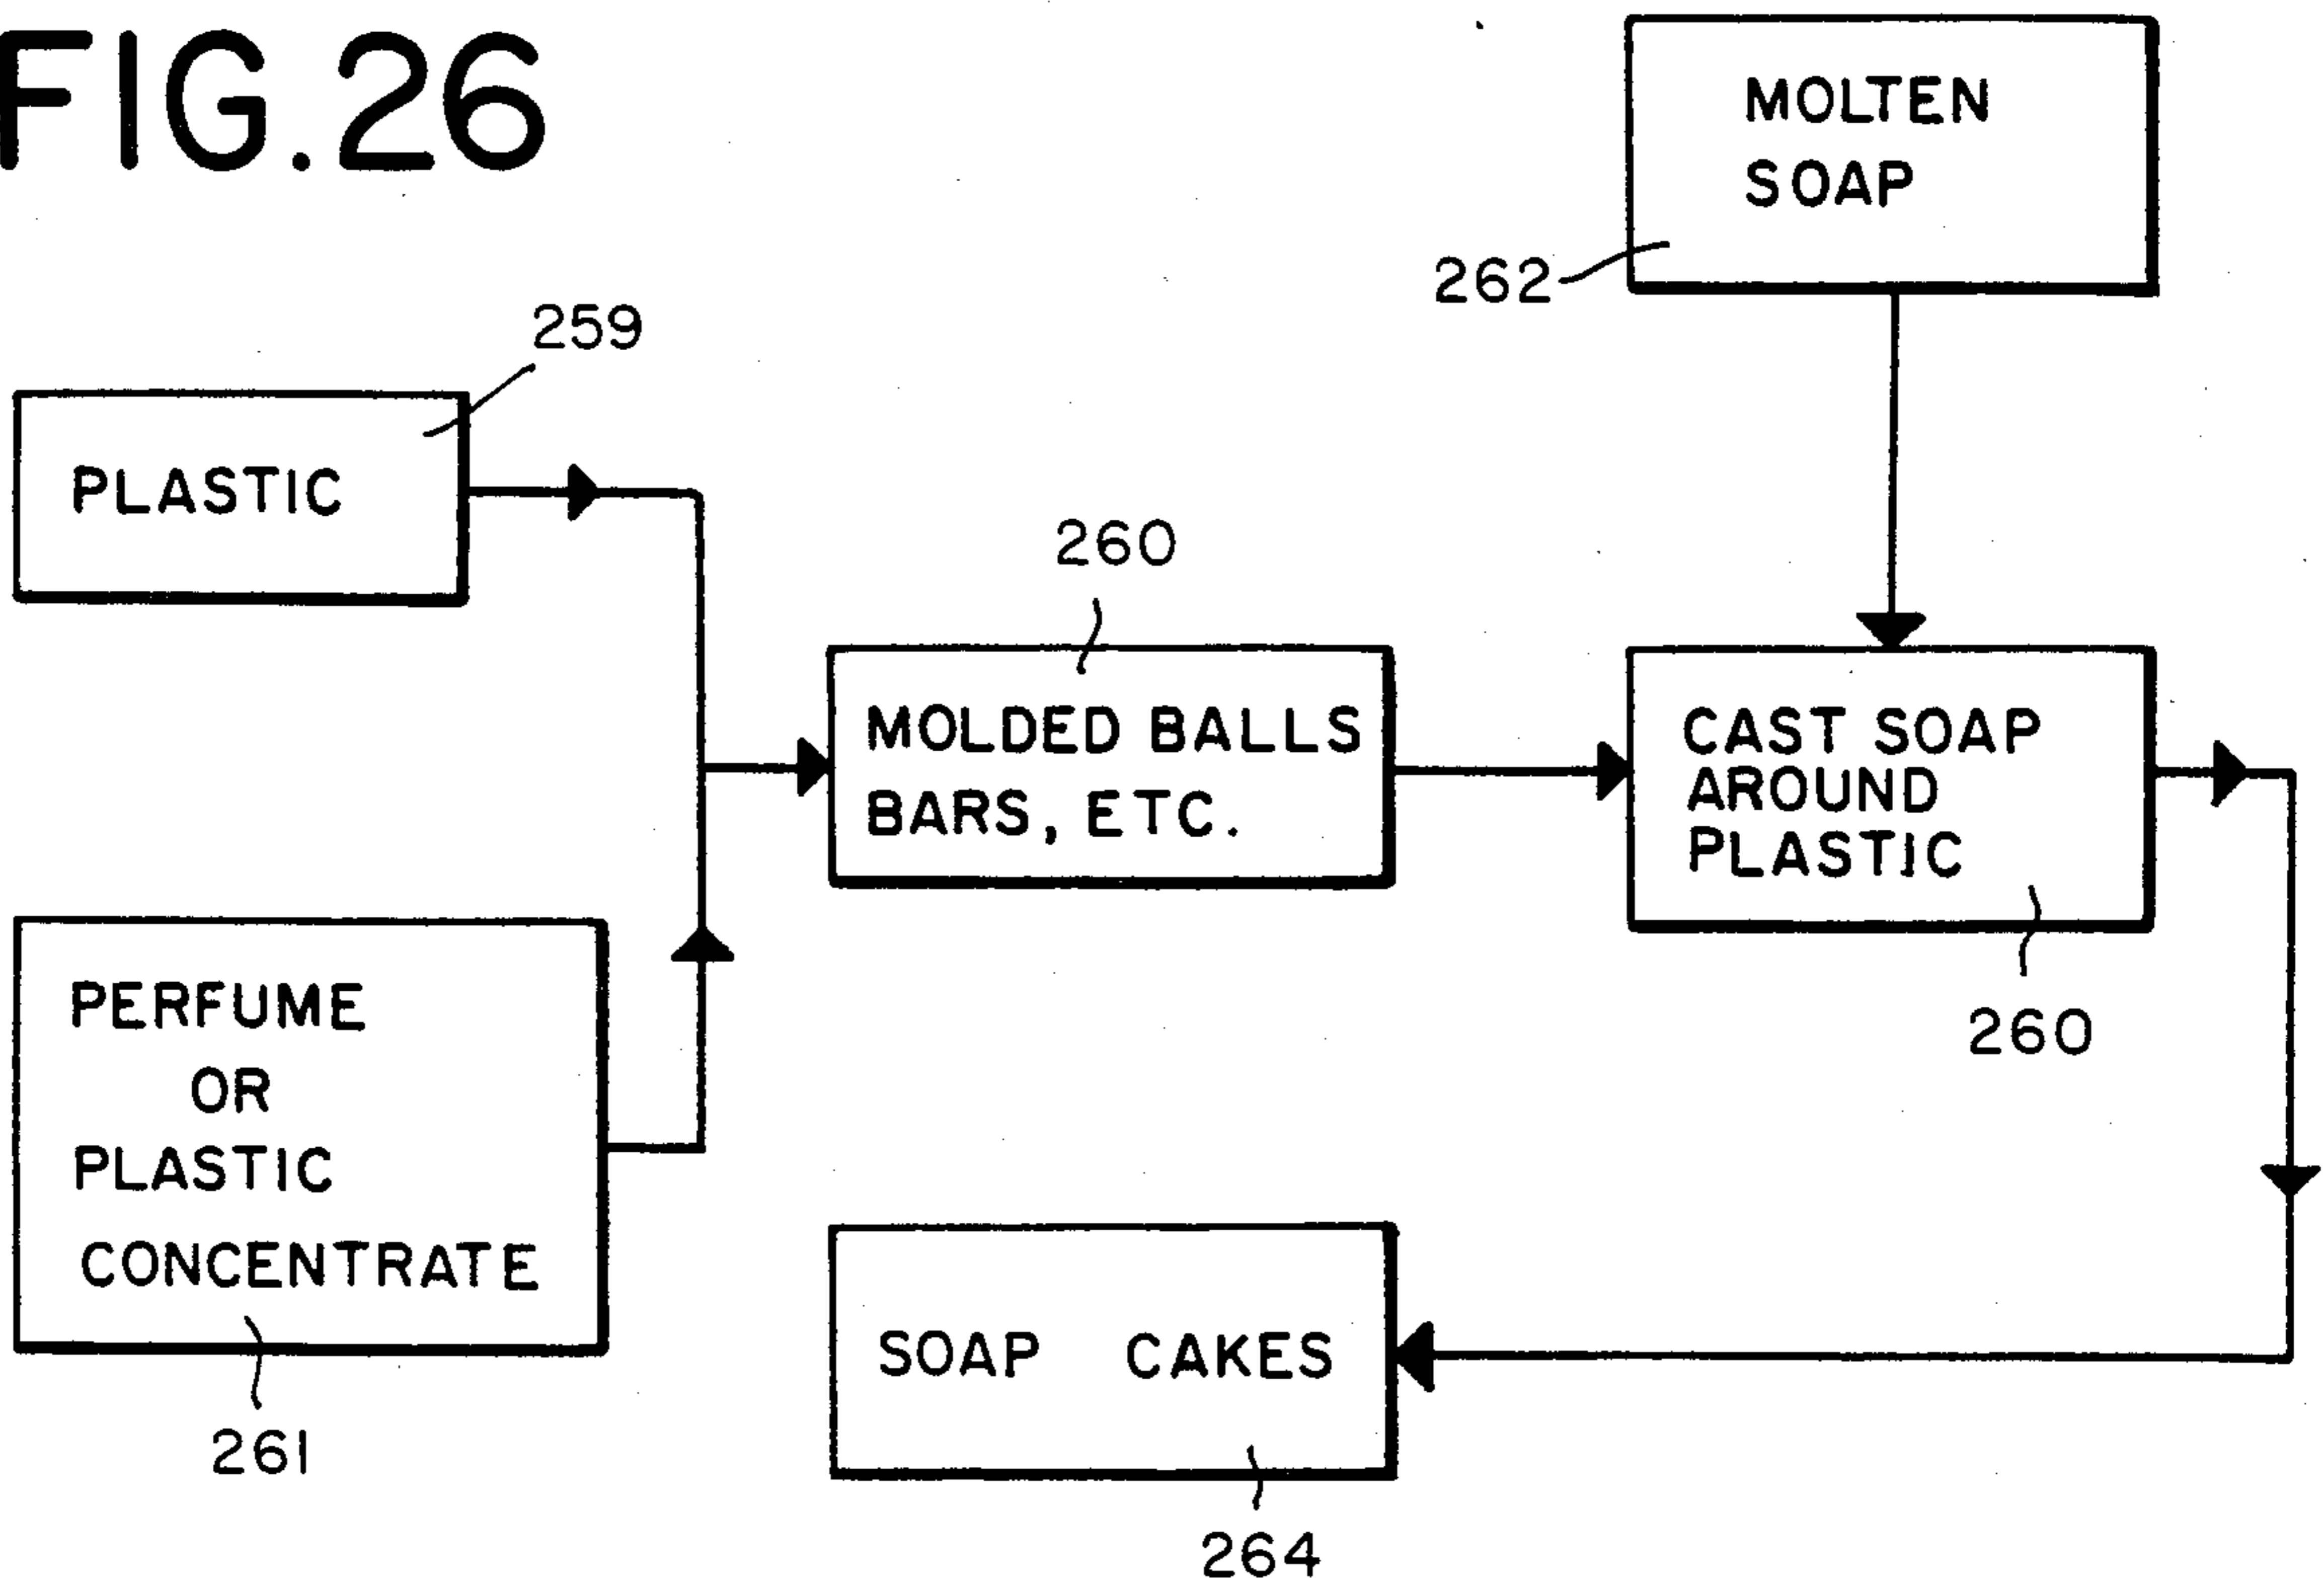 FIG.26
MOLTEN
SOAP
262
259
PLASTIC
260
MOLDED BALLS
BARS, ETC.
CAST SOAP
AROUND
PLASTIC
260
PERFUME
OR
PLASTIC
CONCENTRATE
261
SOAP CAKES
264